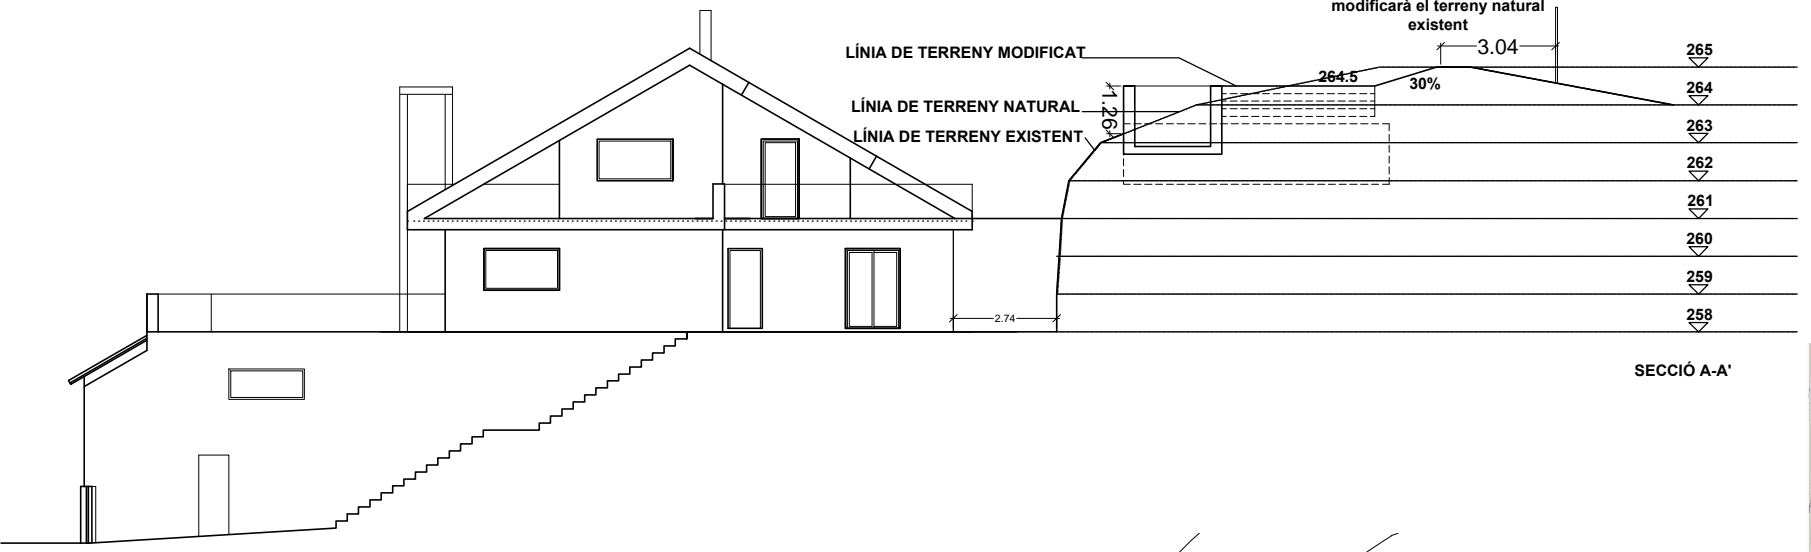 modificarà el terreny natural
existent
3.04
LÍNIA DE TERRENY MODIFICAT
265
264.5
30%
264
1.26
LÍNIA DE TERRENY NATURAL
LÍNIA DE TERRENY EXISTENT
263
262
261
260
259
2.74
258
SECCIÓ A-A'